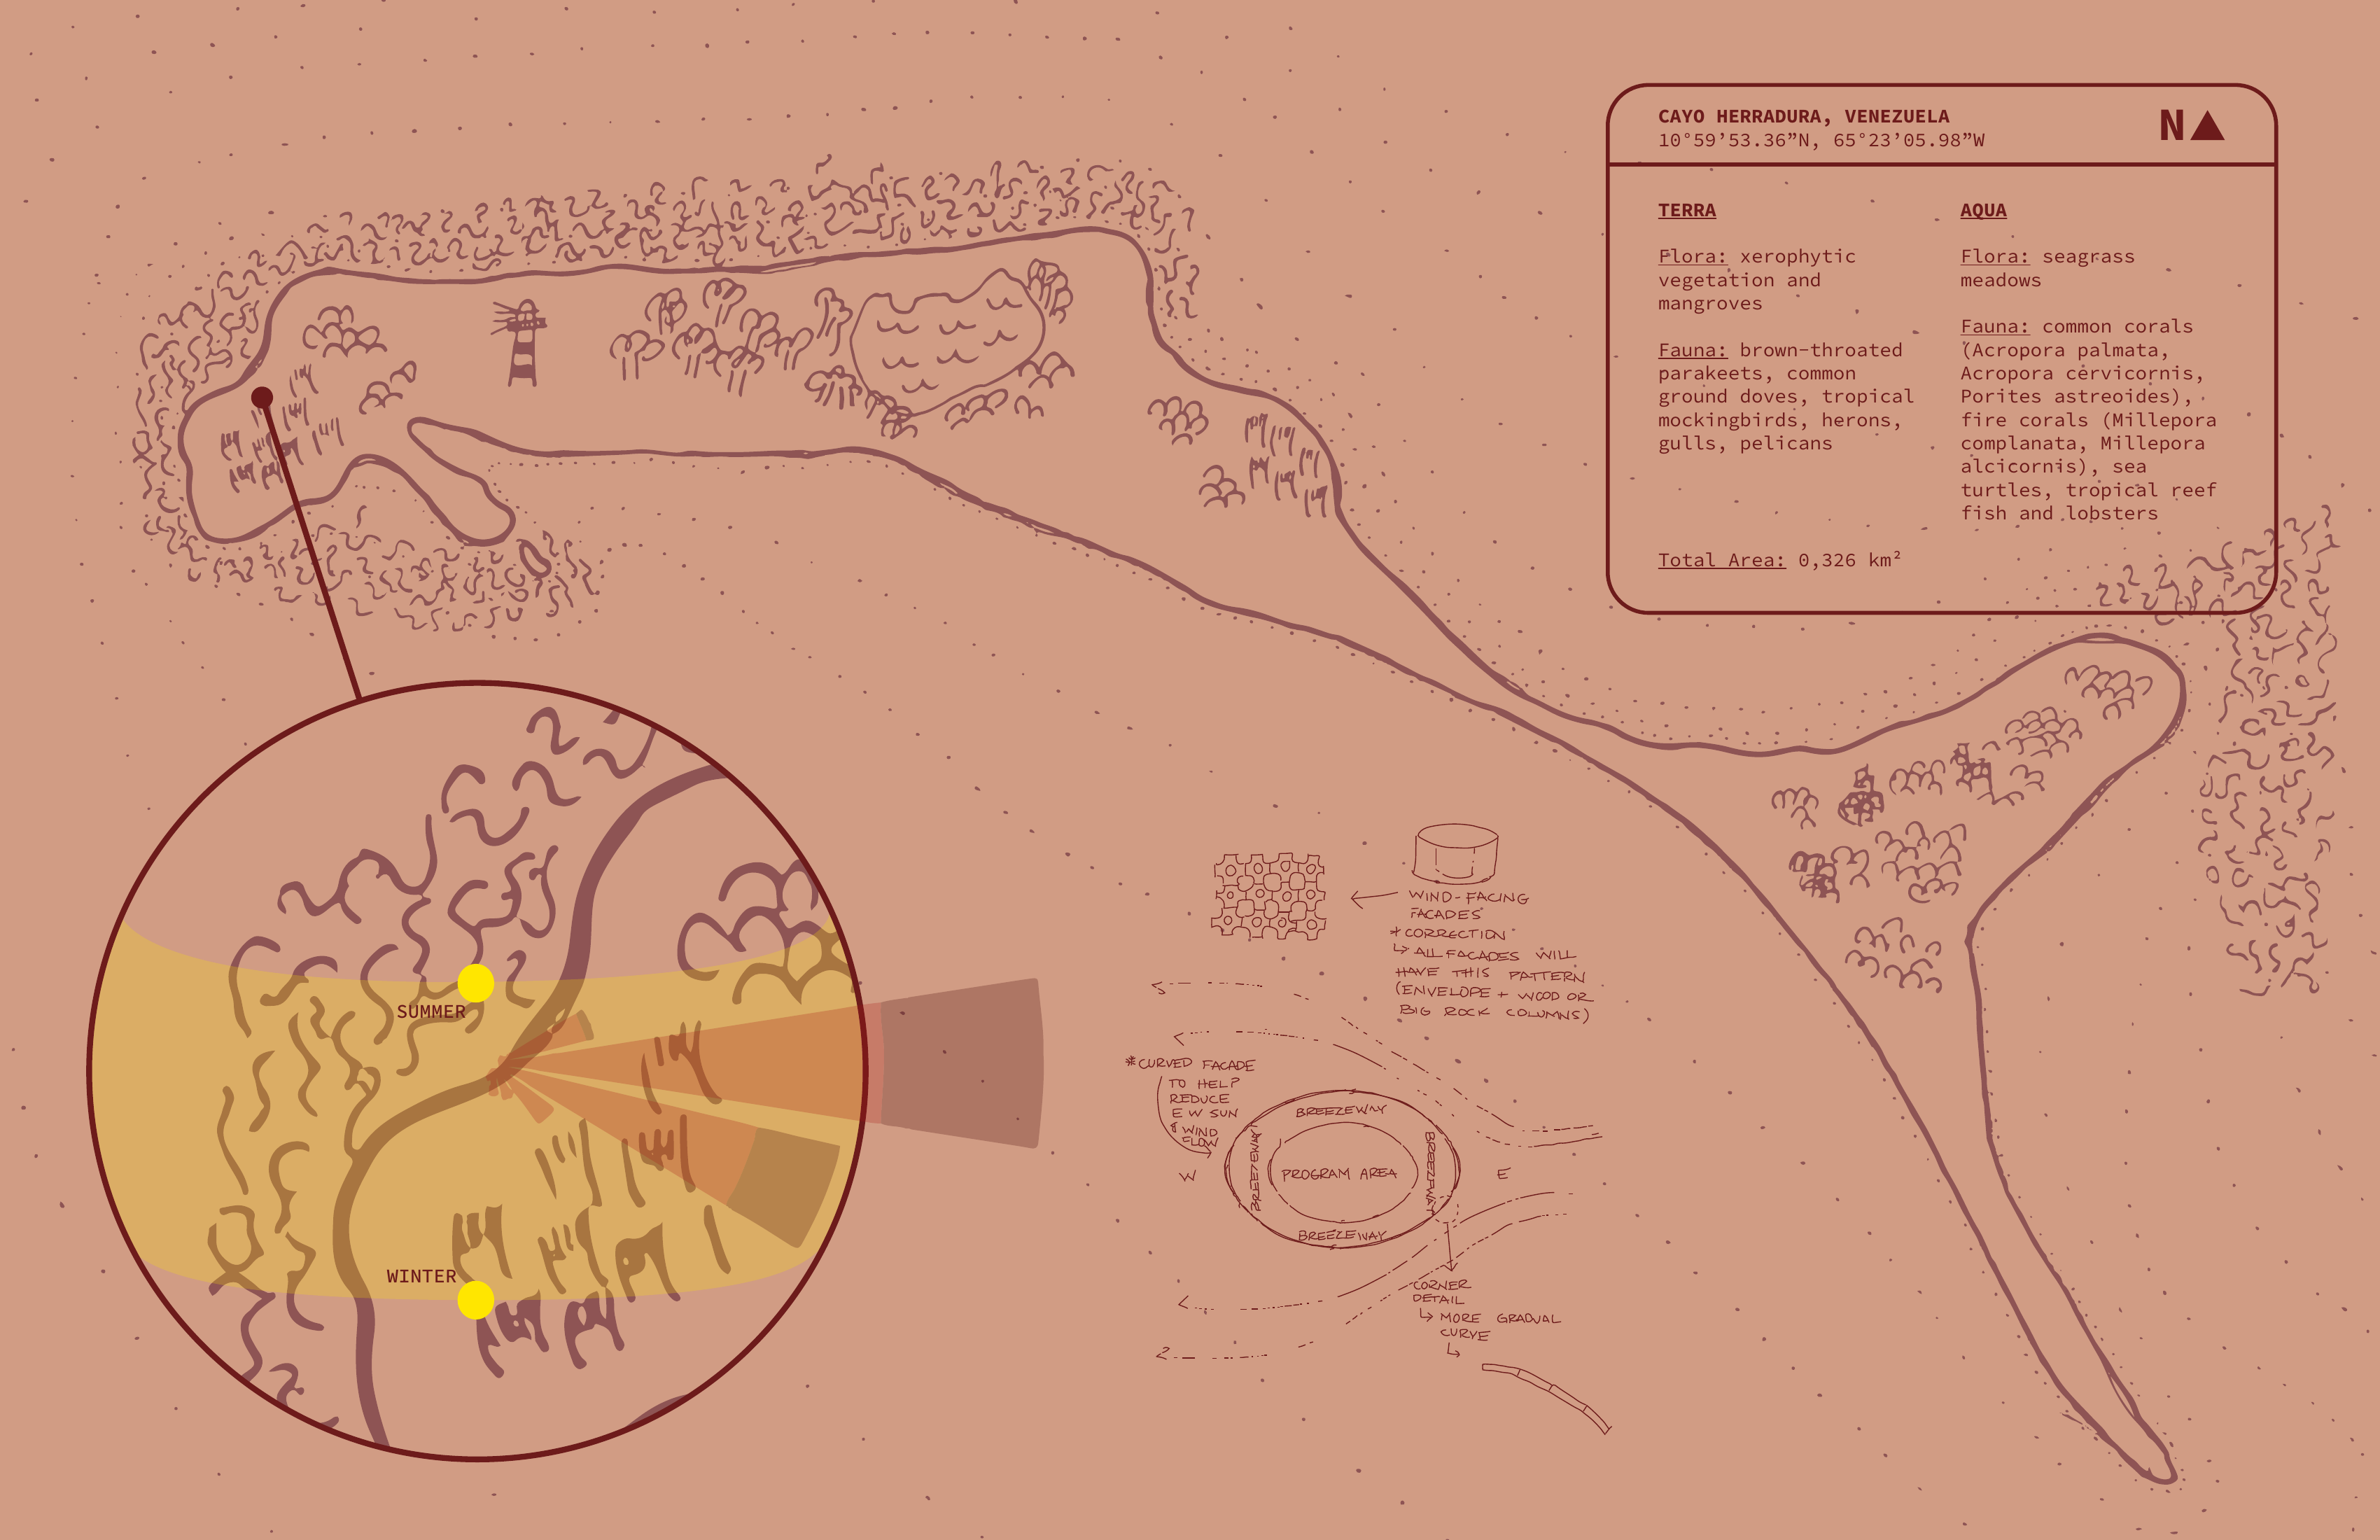 CAYO HERRADURA, VENEZUELA
10°59’53.36”N, 65°23’05.98”W
N
TERRA
Flora: xerophytic
vegetation and
mangroves
Fauna: brown-throated
parakeets, common
ground doves, tropical
mockingbirds, herons,
gulls, pelicans
Total Area: 0,326 km²
AQUA
Flora: seagrass
meadows
Fauna: common corals
(Acropora palmata,
Acropora cervicornis,
Porites astreoides),
fire corals (Millepora
complanata, Millepora
alcicornis), sea
turtles, tropical reef
fish and lobsters
SUMMER
WINTER
WIND-FACING
FACADES
*CORRECTION
↳ ALL FACADES WILL
HAVE THIS PATTERN
(ENVELOPE + WOOD OR
BIG ROCK COLUMNS)
*CURVED FACADE
TO HELP
REDUCE
E W SUN
& WIND
FLOW
W
BREEZEWAY
BREEZEWAY
PROGRAM AREA
BREEZEWAY
BREEZEWAY
E
CORNER
DETAIL
↳ MORE GRADUAL
CURVE
↳